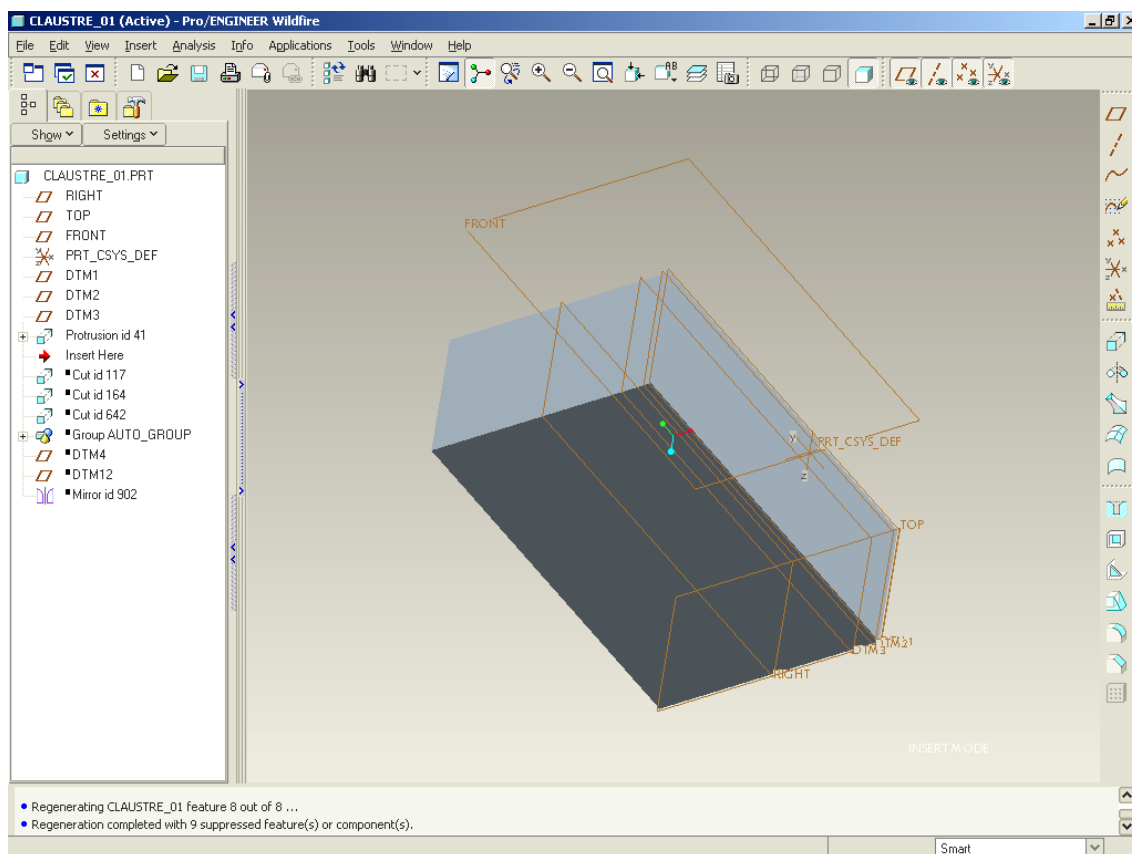 CLAUSTRE_01 (Active) - Pro/ENGINEER Wildfire
File Edit View Insert Analysis Info Applications Tools Window Help
Show Settings
CLAUSTRE_01.PRT
RIGHT
TOP
FRONT
PRT_CSYS_DEF
DTM1
DTM2
DTM3
Protrusion id 41
Insert Here
Cut id 117
Cut id 164
Cut id 642
Group AUTO_GROUP
DTM4
DTM12
Mirror id 902
FRONT
y
PRT_CSYS_DEF
z
TOP
DTM3
RIGHT
INSERT MODE
• Regenerating CLAUSTRE_01 feature 8 out of 8 ...
• Regeneration completed with 9 suppressed feature(s) or component(s).
Smart